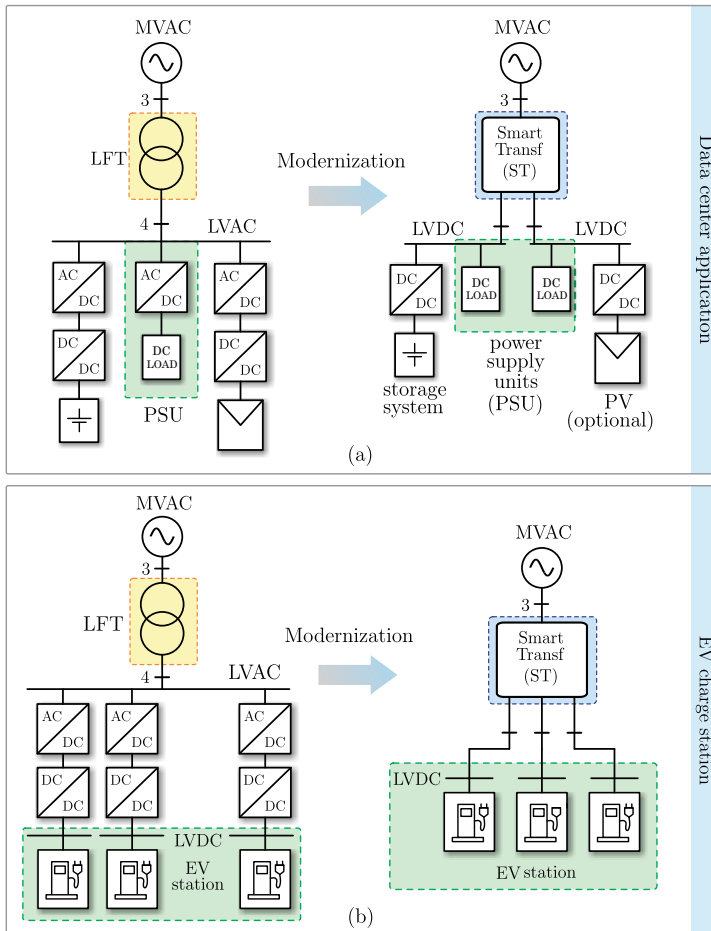 MVAC
3
LFT
4
LVAC
AC
DC
AC
DC
AC
DC
DC
DC
DC
LOAD
DC
DC
PSU
Modernization
MVAC
3
Smart
Transf
(ST)
LVDC
LVDC
DC
DC
DC
LOAD
DC
LOAD
DC
DC
storage
system
power
supply
units
(PSU)
PV
(optional)
(a)
Data center application
MVAC
3
LFT
4
LVAC
AC
DC
AC
DC
AC
DC
DC
DC
DC
DC
DC
DC
LVDC
EV
station
Modernization
MVAC
3
Smart
Transf
(ST)
LVDC
EV station
(b)
EV charge station